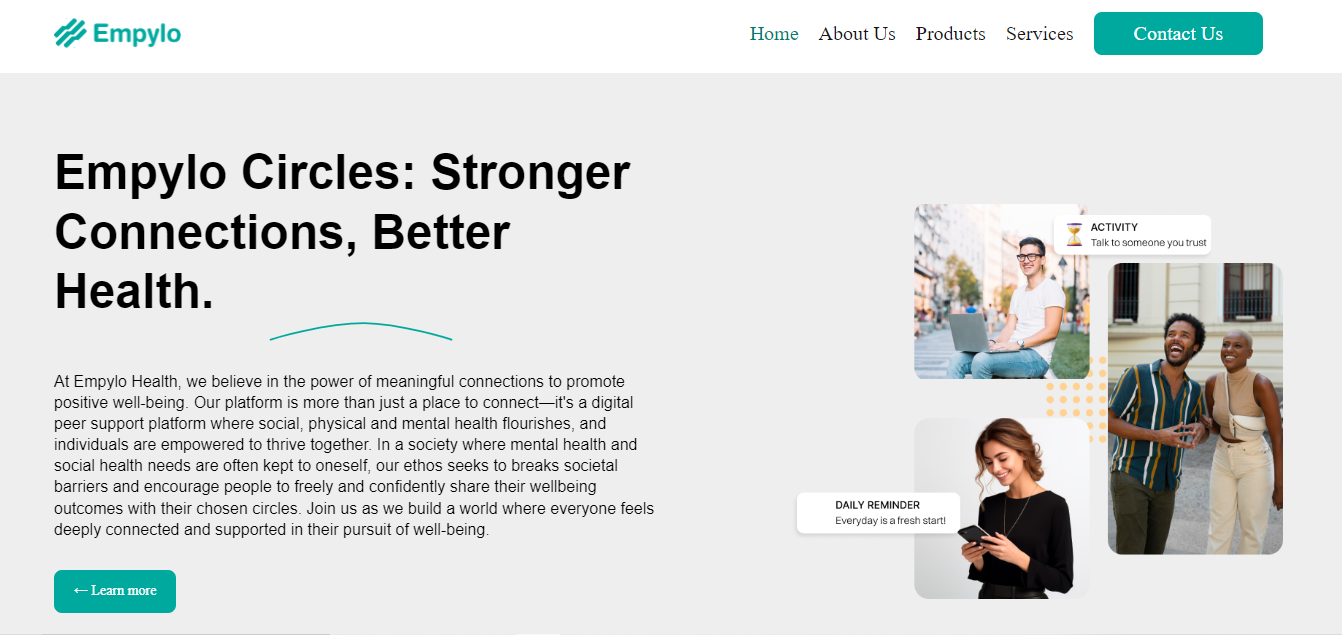 Empylo
Home About Us Products Services Contact Us
Empylo Circles: Stronger
Connections, Better
Health.
At Empylo Health, we believe in the power of meaningful connections to promote
positive well-being. Our platform is more than just a place to connect—it's a digital
peer support platform where social, physical and mental health flourishes, and
individuals are empowered to thrive together. In a society where mental health and
social health needs are often kept to oneself, our ethos seeks to breaks societal
barriers and encourage people to freely and confidently share their wellbeing
outcomes with their chosen circles. Join us as we build a world where everyone feels
deeply connected and supported in their pursuit of well-being.
← Learn more
ACTIVITY
Talk to someone you trust
DAILY REMINDER
Everyday is a fresh start!